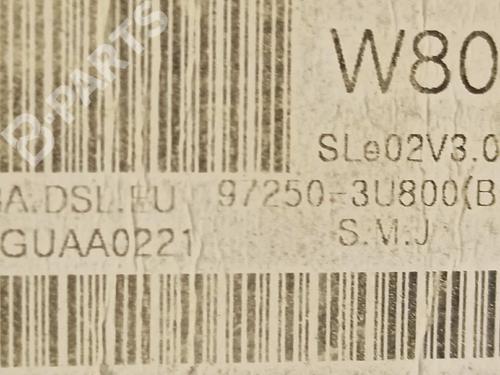 B-PARTS
W80
SLe02V3.0
A.DSL.EU 97250-3U800(B
GUAA0221 S.M.J